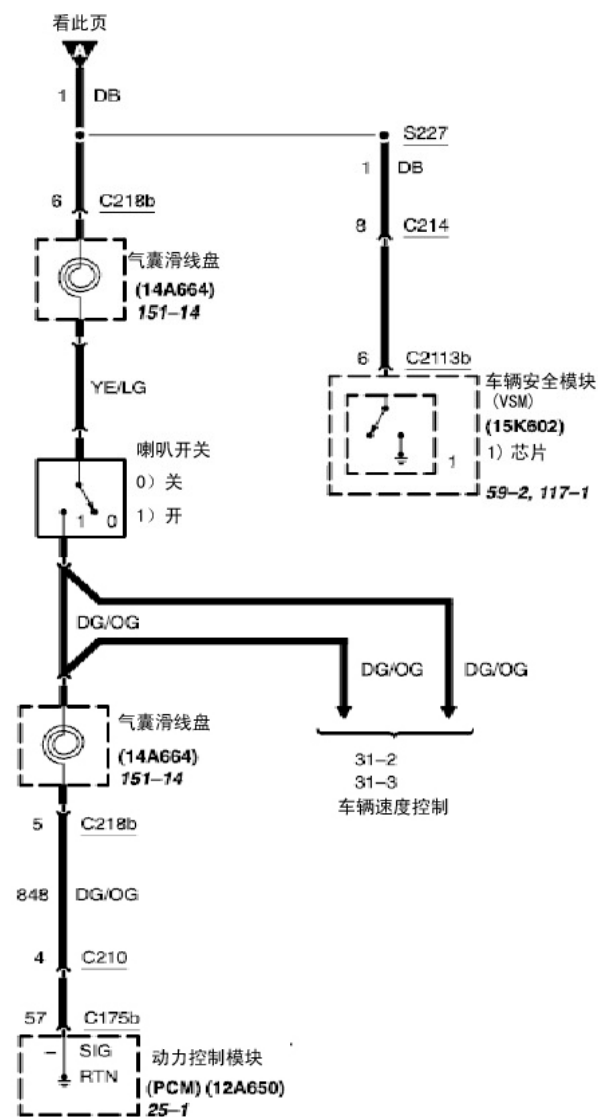 看此页
A
1 DB
S227
1 DB
6 C218b
8 C214
气囊滑线盘
(14A664)
151–14
6 C2113b
车辆安全模块
(VSM)
(15K602)
1）芯片
1
59–2, 117–1
YE/LG
喇叭开关
0）关
1）开
1 0
DG/OG
DG/OG
DG/OG
气囊滑线盘
(14A664)
151–14
31–2
31–3
车辆速度控制
5 C218b
848 DG/OG
4 C210
57 C175b
– SIG
RTN
动力控制模块
(PCM) (12A650)
25–1